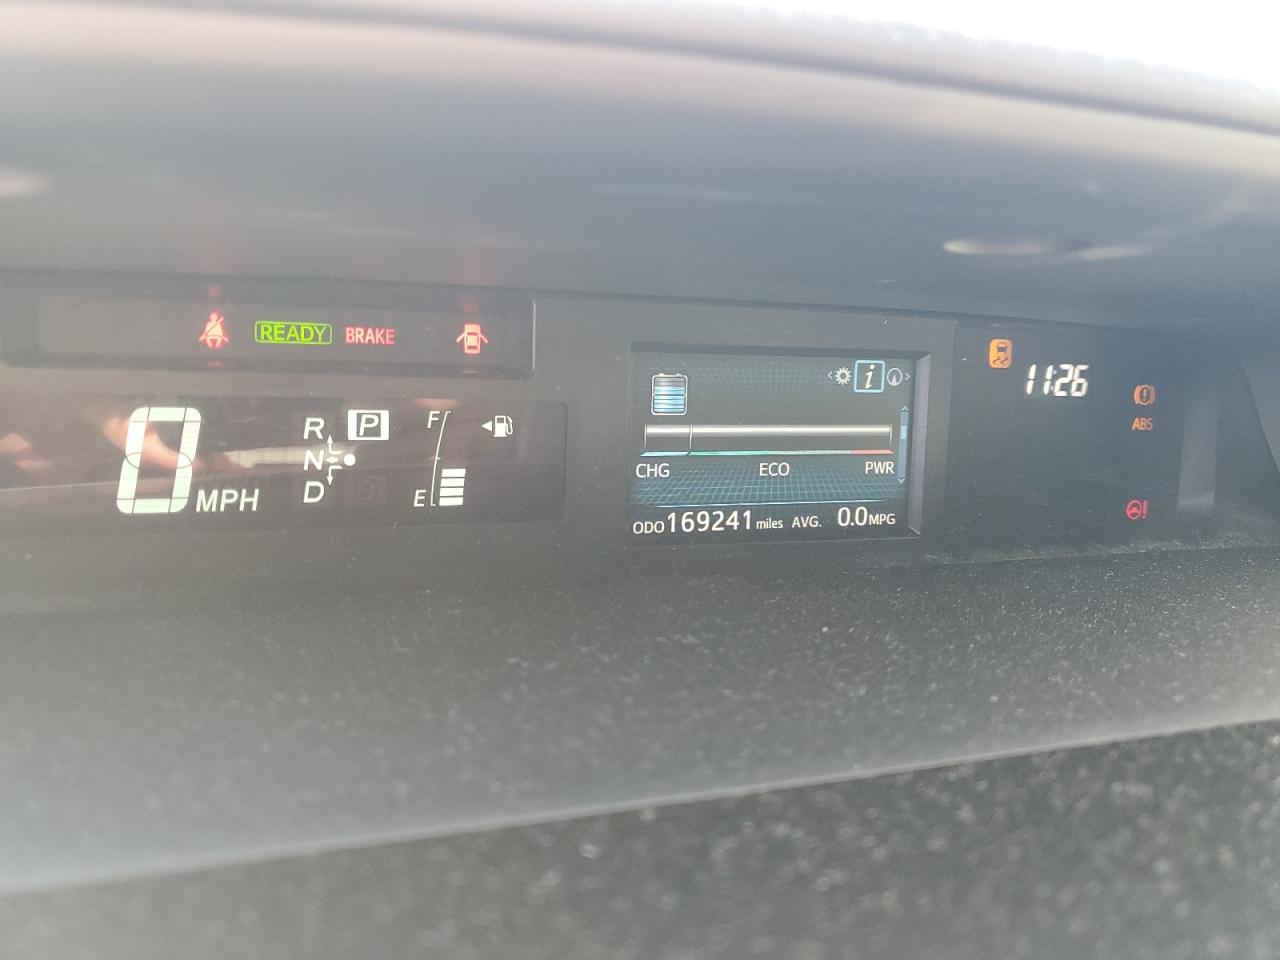 READY BRAKE
0 MPH
R P
N
D
F
E
i
CHG ECO PWR
ODO 169241 miles AVG. 0.0 MPG
11:26
ABS